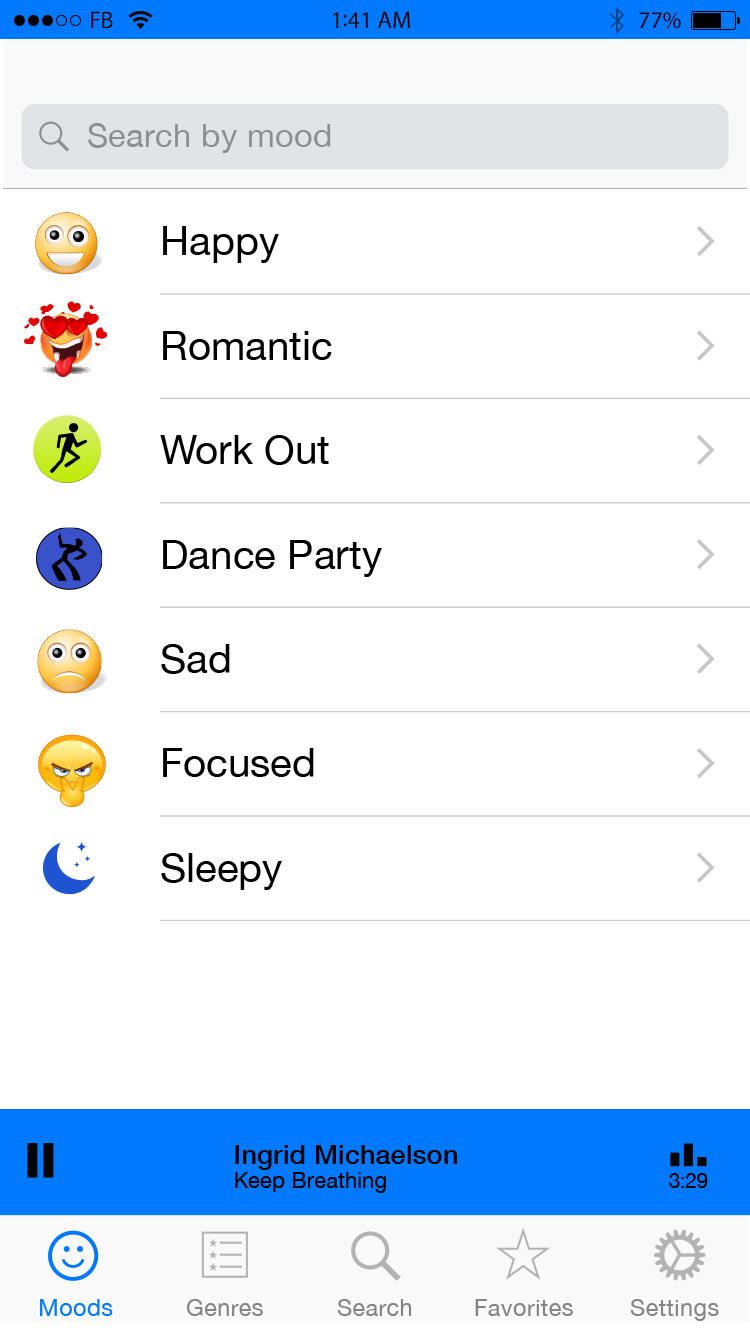 FB 1:41 AM 77%
Search by mood
Happy
Romantic
Work Out
Dance Party
Sad
Focused
Sleepy
Ingrid Michaelson
Keep Breathing
3:29
Moods Genres Search Favorites Settings